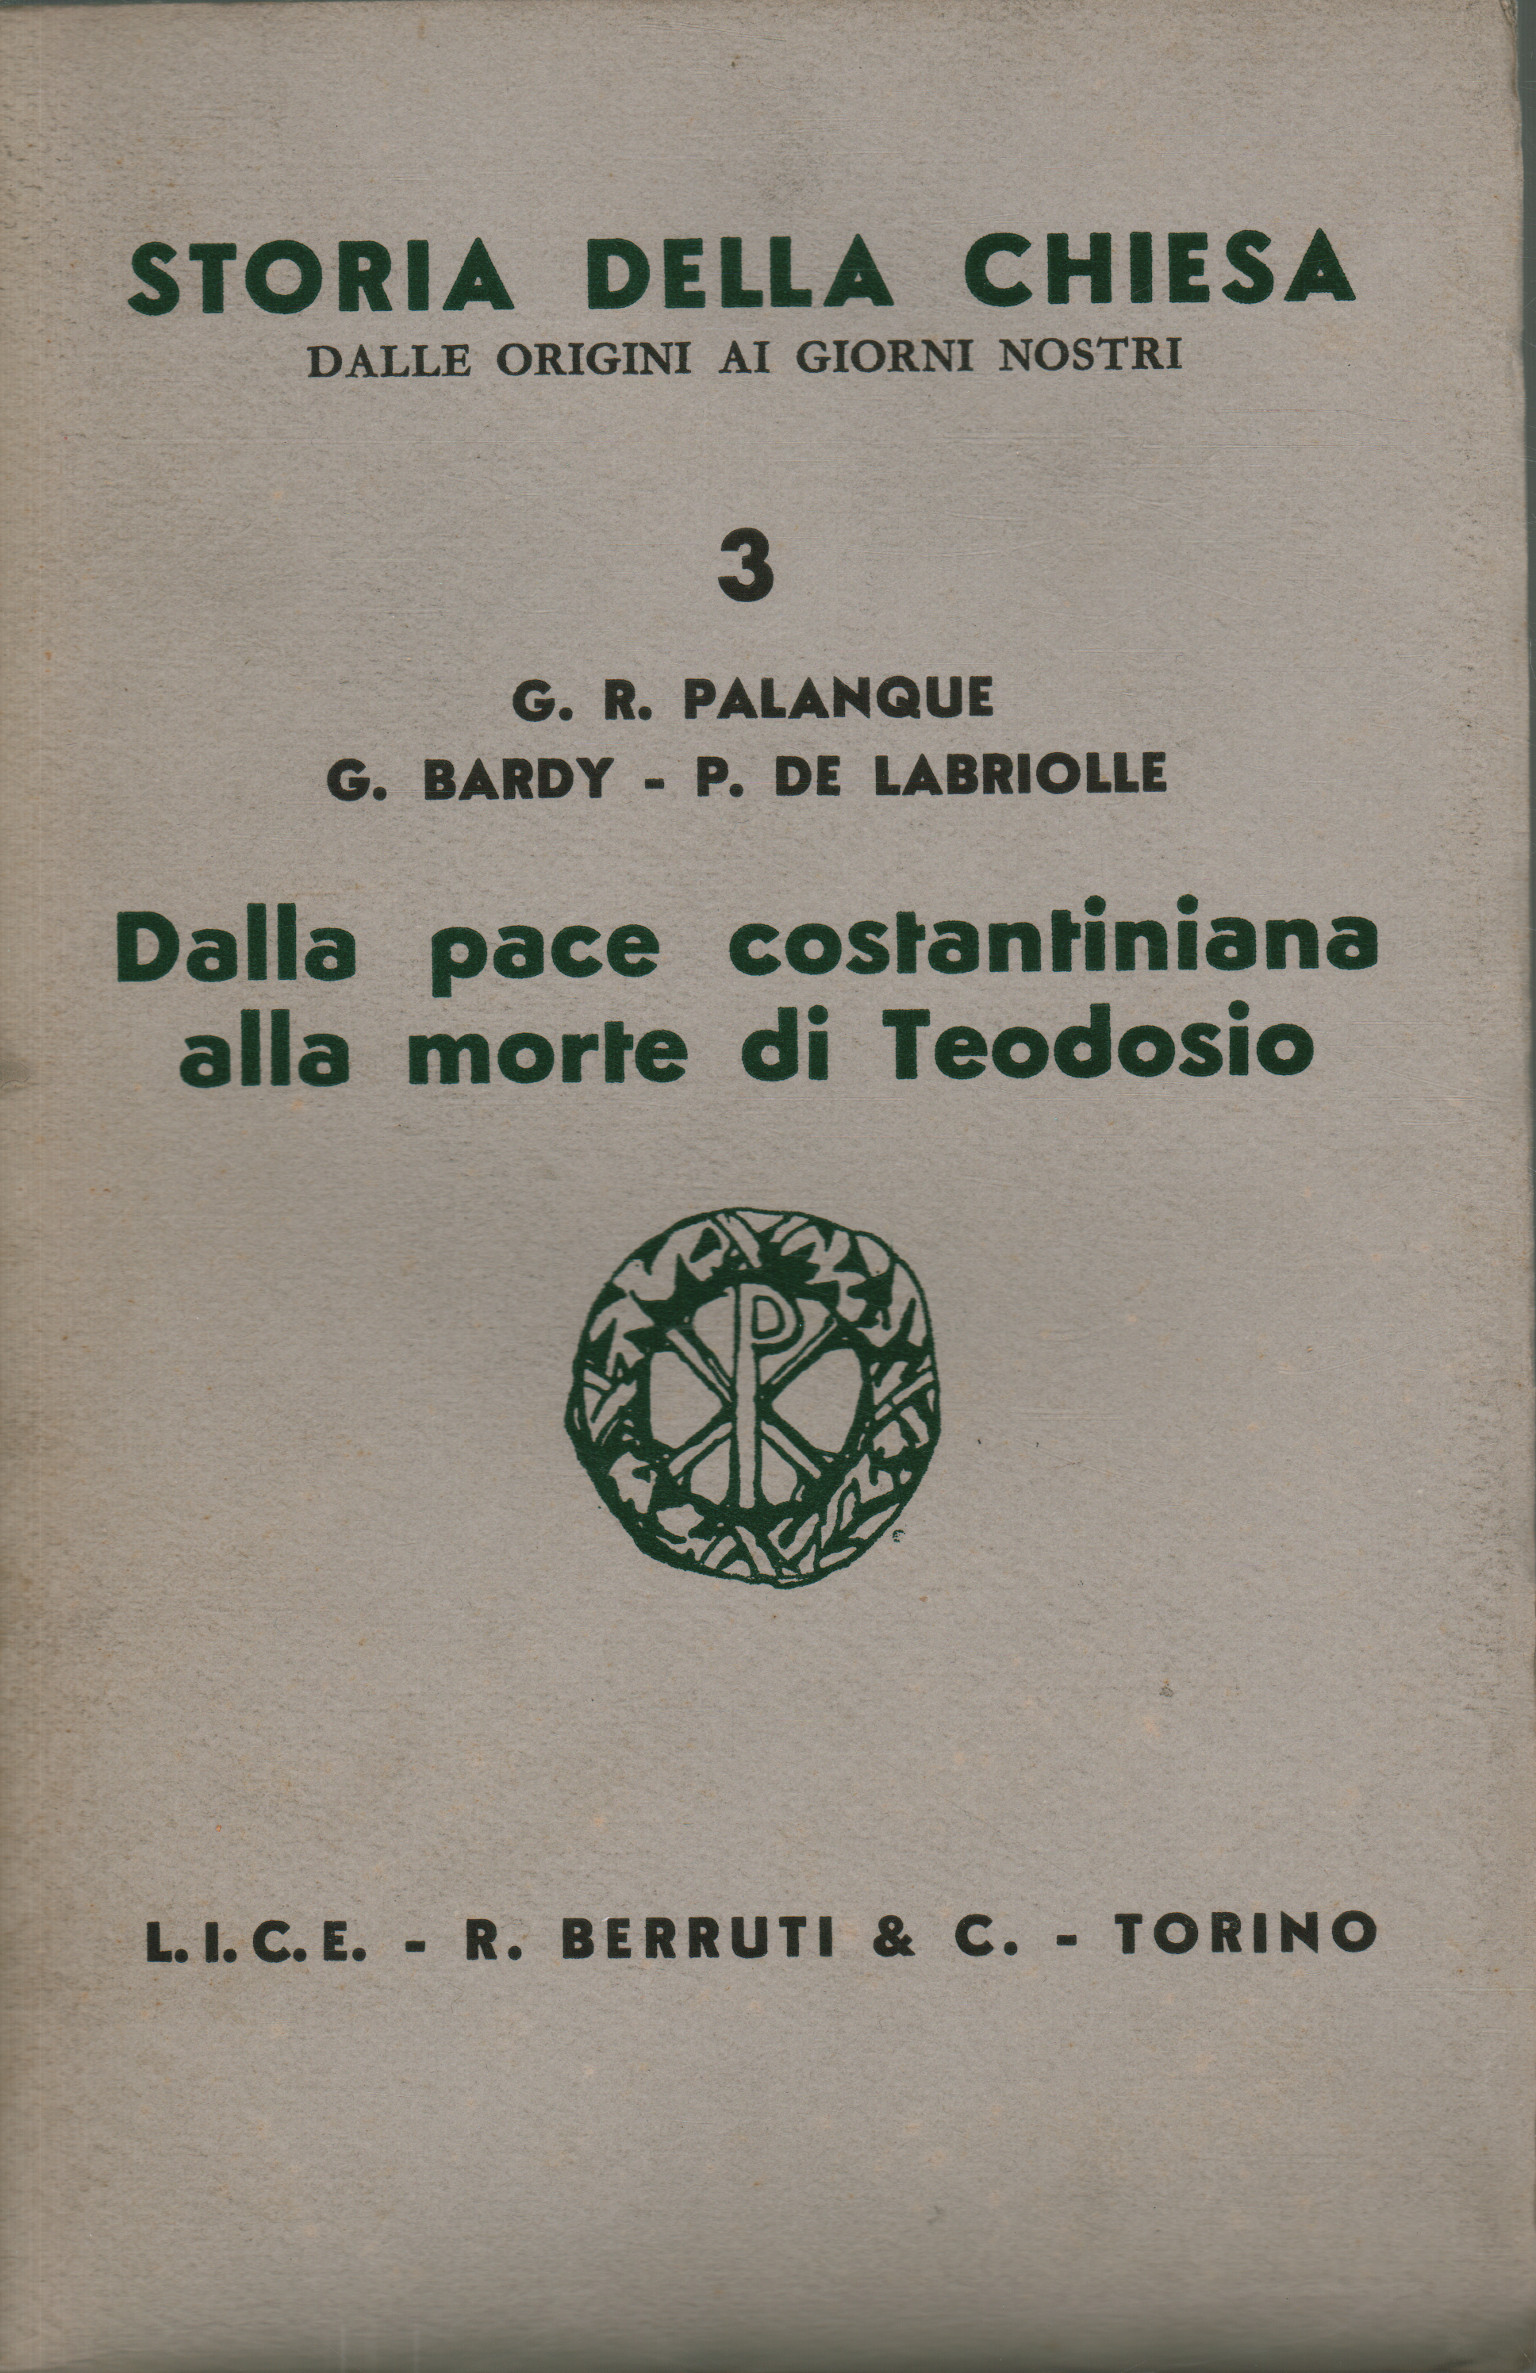 STORIA DELLA CHIESA
DALLE ORIGINI AI GIORNI NOSTRI
3
G. R. PALANQUE
G. BARDY - P. DE LABRIOLLE
Dalla pace costantiniana
alla morte di Teodosio
L.I.C.E. - R. BERRUTI & C. - TORINO